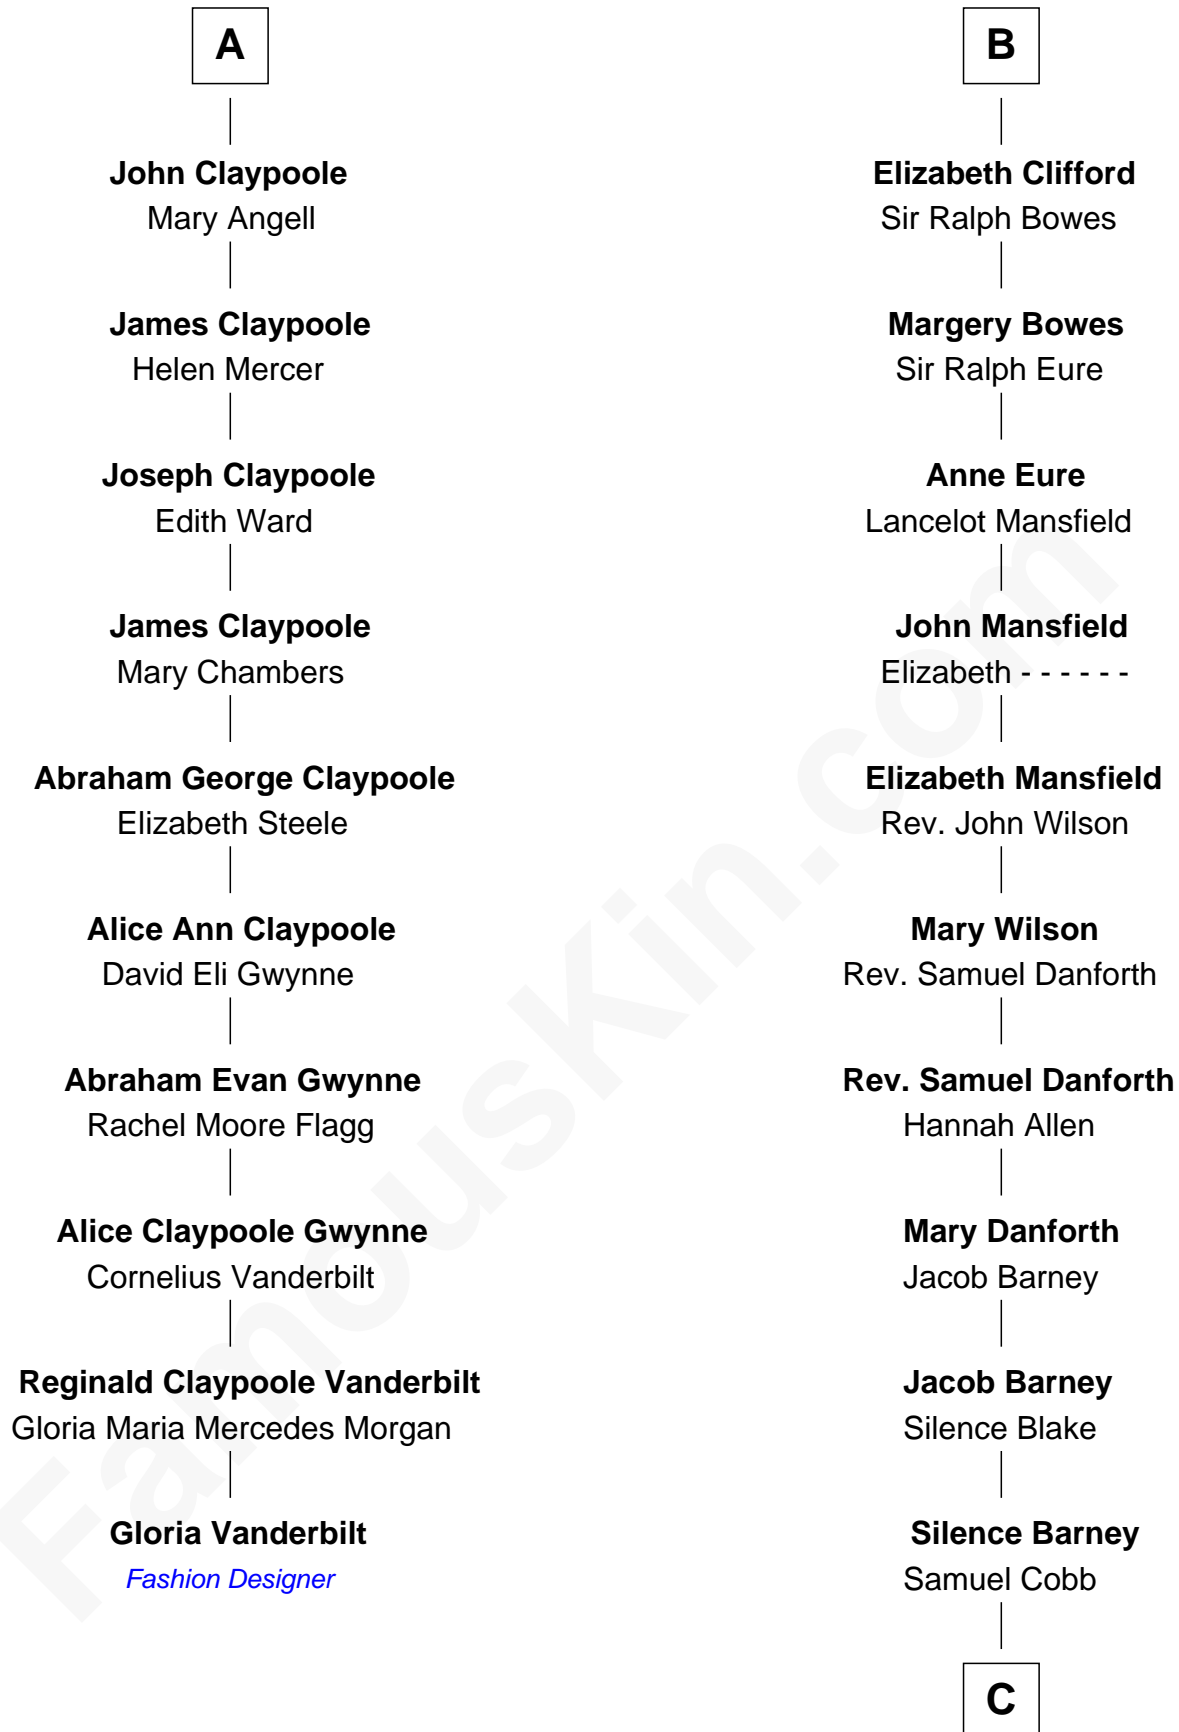 A
John Claypoole
Mary Angell
James Claypoole
Helen Mercer
Joseph Claypoole
Edith Ward
James Claypoole
Mary Chambers
Abraham George Claypoole
Elizabeth Steele
Alice Ann Claypoole
David Eli Gwynne
Abraham Evan Gwynne
Rachel Moore Flagg
Alice Claypoole Gwynne
Cornelius Vanderbilt
Reginald Claypoole Vanderbilt
Gloria Maria Mercedes Morgan
Gloria Vanderbilt
Fashion Designer
B
Elizabeth Clifford
Sir Ralph Bowes
Margery Bowes
Sir Ralph Eure
Anne Eure
Lancelot Mansfield
John Mansfield
Elizabeth - - - - - -
Elizabeth Mansfield
Rev. John Wilson
Mary Wilson
Rev. Samuel Danforth
Rev. Samuel Danforth
Hannah Allen
Mary Danforth
Jacob Barney
Jacob Barney
Silence Blake
Silence Barney
Samuel Cobb
C
FamousKin.com